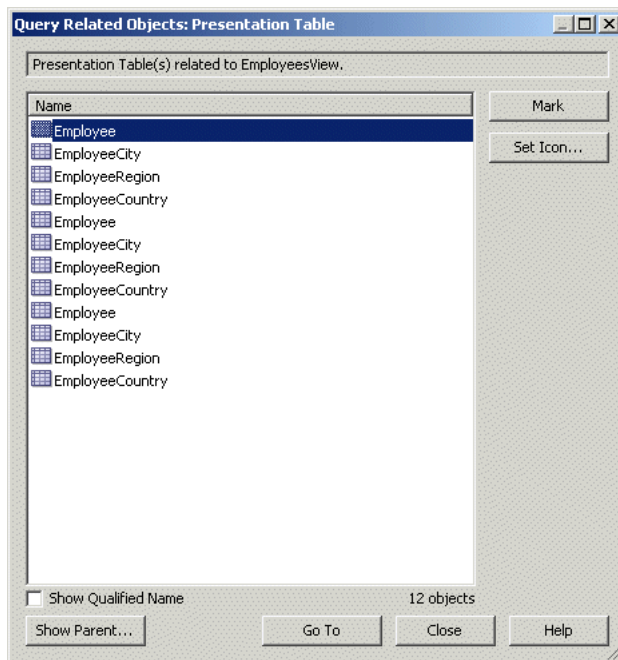 Query Related Objects: Presentation Table
Presentation Table(s) related to EmployeesView.
Name
Mark
Employee
Set Icon...
EmployeeCity
EmployeeRegion
EmployeeCountry
Employee
EmployeeCity
EmployeeRegion
EmployeeCountry
Employee
EmployeeCity
EmployeeRegion
EmployeeCountry
Show Qualified Name
12 objects
Show Parent...
Go To
Close
Help